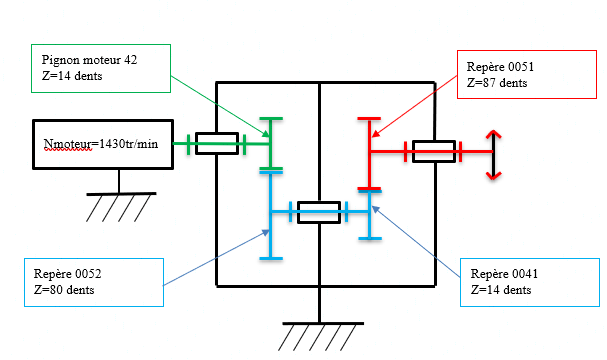 Pignon moteur 42
Z=14 dents
Repère 0051
Z=87 dents
Nmoteur=1430tr/min
Repère 0052
Z=80 dents
Repère 0041
Z=14 dents